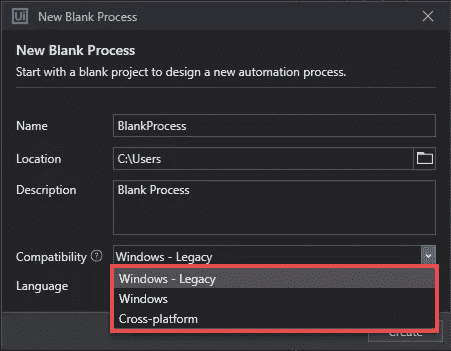 Ui New Blank Process
New Blank Process
Start with a blank project to design a new automation process.
Name BlankProcess
Location C:\Users
Description Blank Process
Compatibility ? Windows - Legacy
Language Windows - Legacy
Windows
Cross-platform
Create